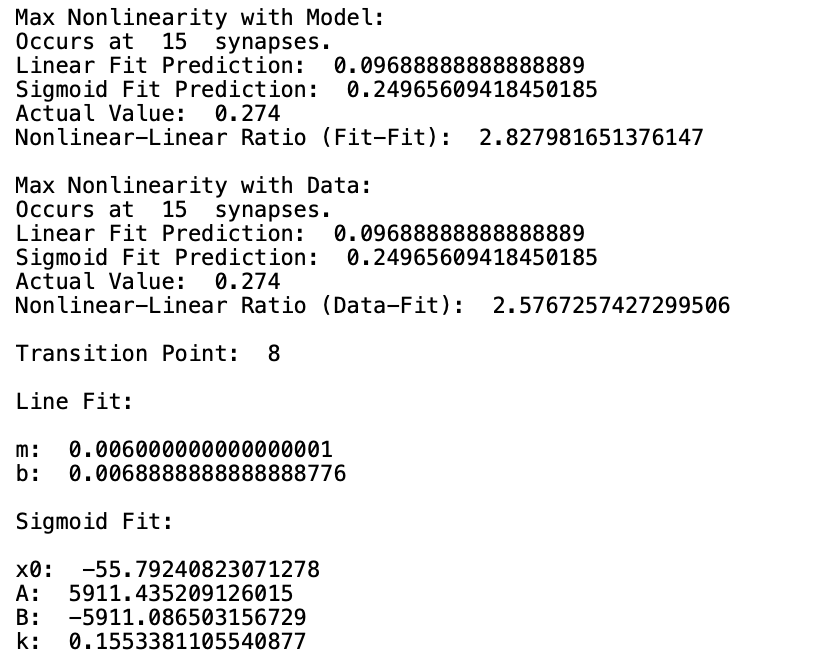 Max Nonlinearity with Model:
Occurs at  15  synapses.
Linear Fit Prediction:  0.09688888888888889
Sigmoid Fit Prediction:  0.24965609418450185
Actual Value:  0.274
Nonlinear-Linear Ratio (Fit-Fit):  2.827981651376147
Max Nonlinearity with Data:
Occurs at  15  synapses.
Linear Fit Prediction:  0.09688888888888889
Sigmoid Fit Prediction:  0.24965609418450185
Actual Value:  0.274
Nonlinear-Linear Ratio (Data-Fit):  2.5767257427299506
Transition Point:  8
Line Fit:
m:  0.006000000000000001
b:  0.0068888888888888776
Sigmoid Fit:
x0:  -55.79240823071278
A:  5911.435209126015
B:  -5911.086503156729
k:  0.1553381105540877